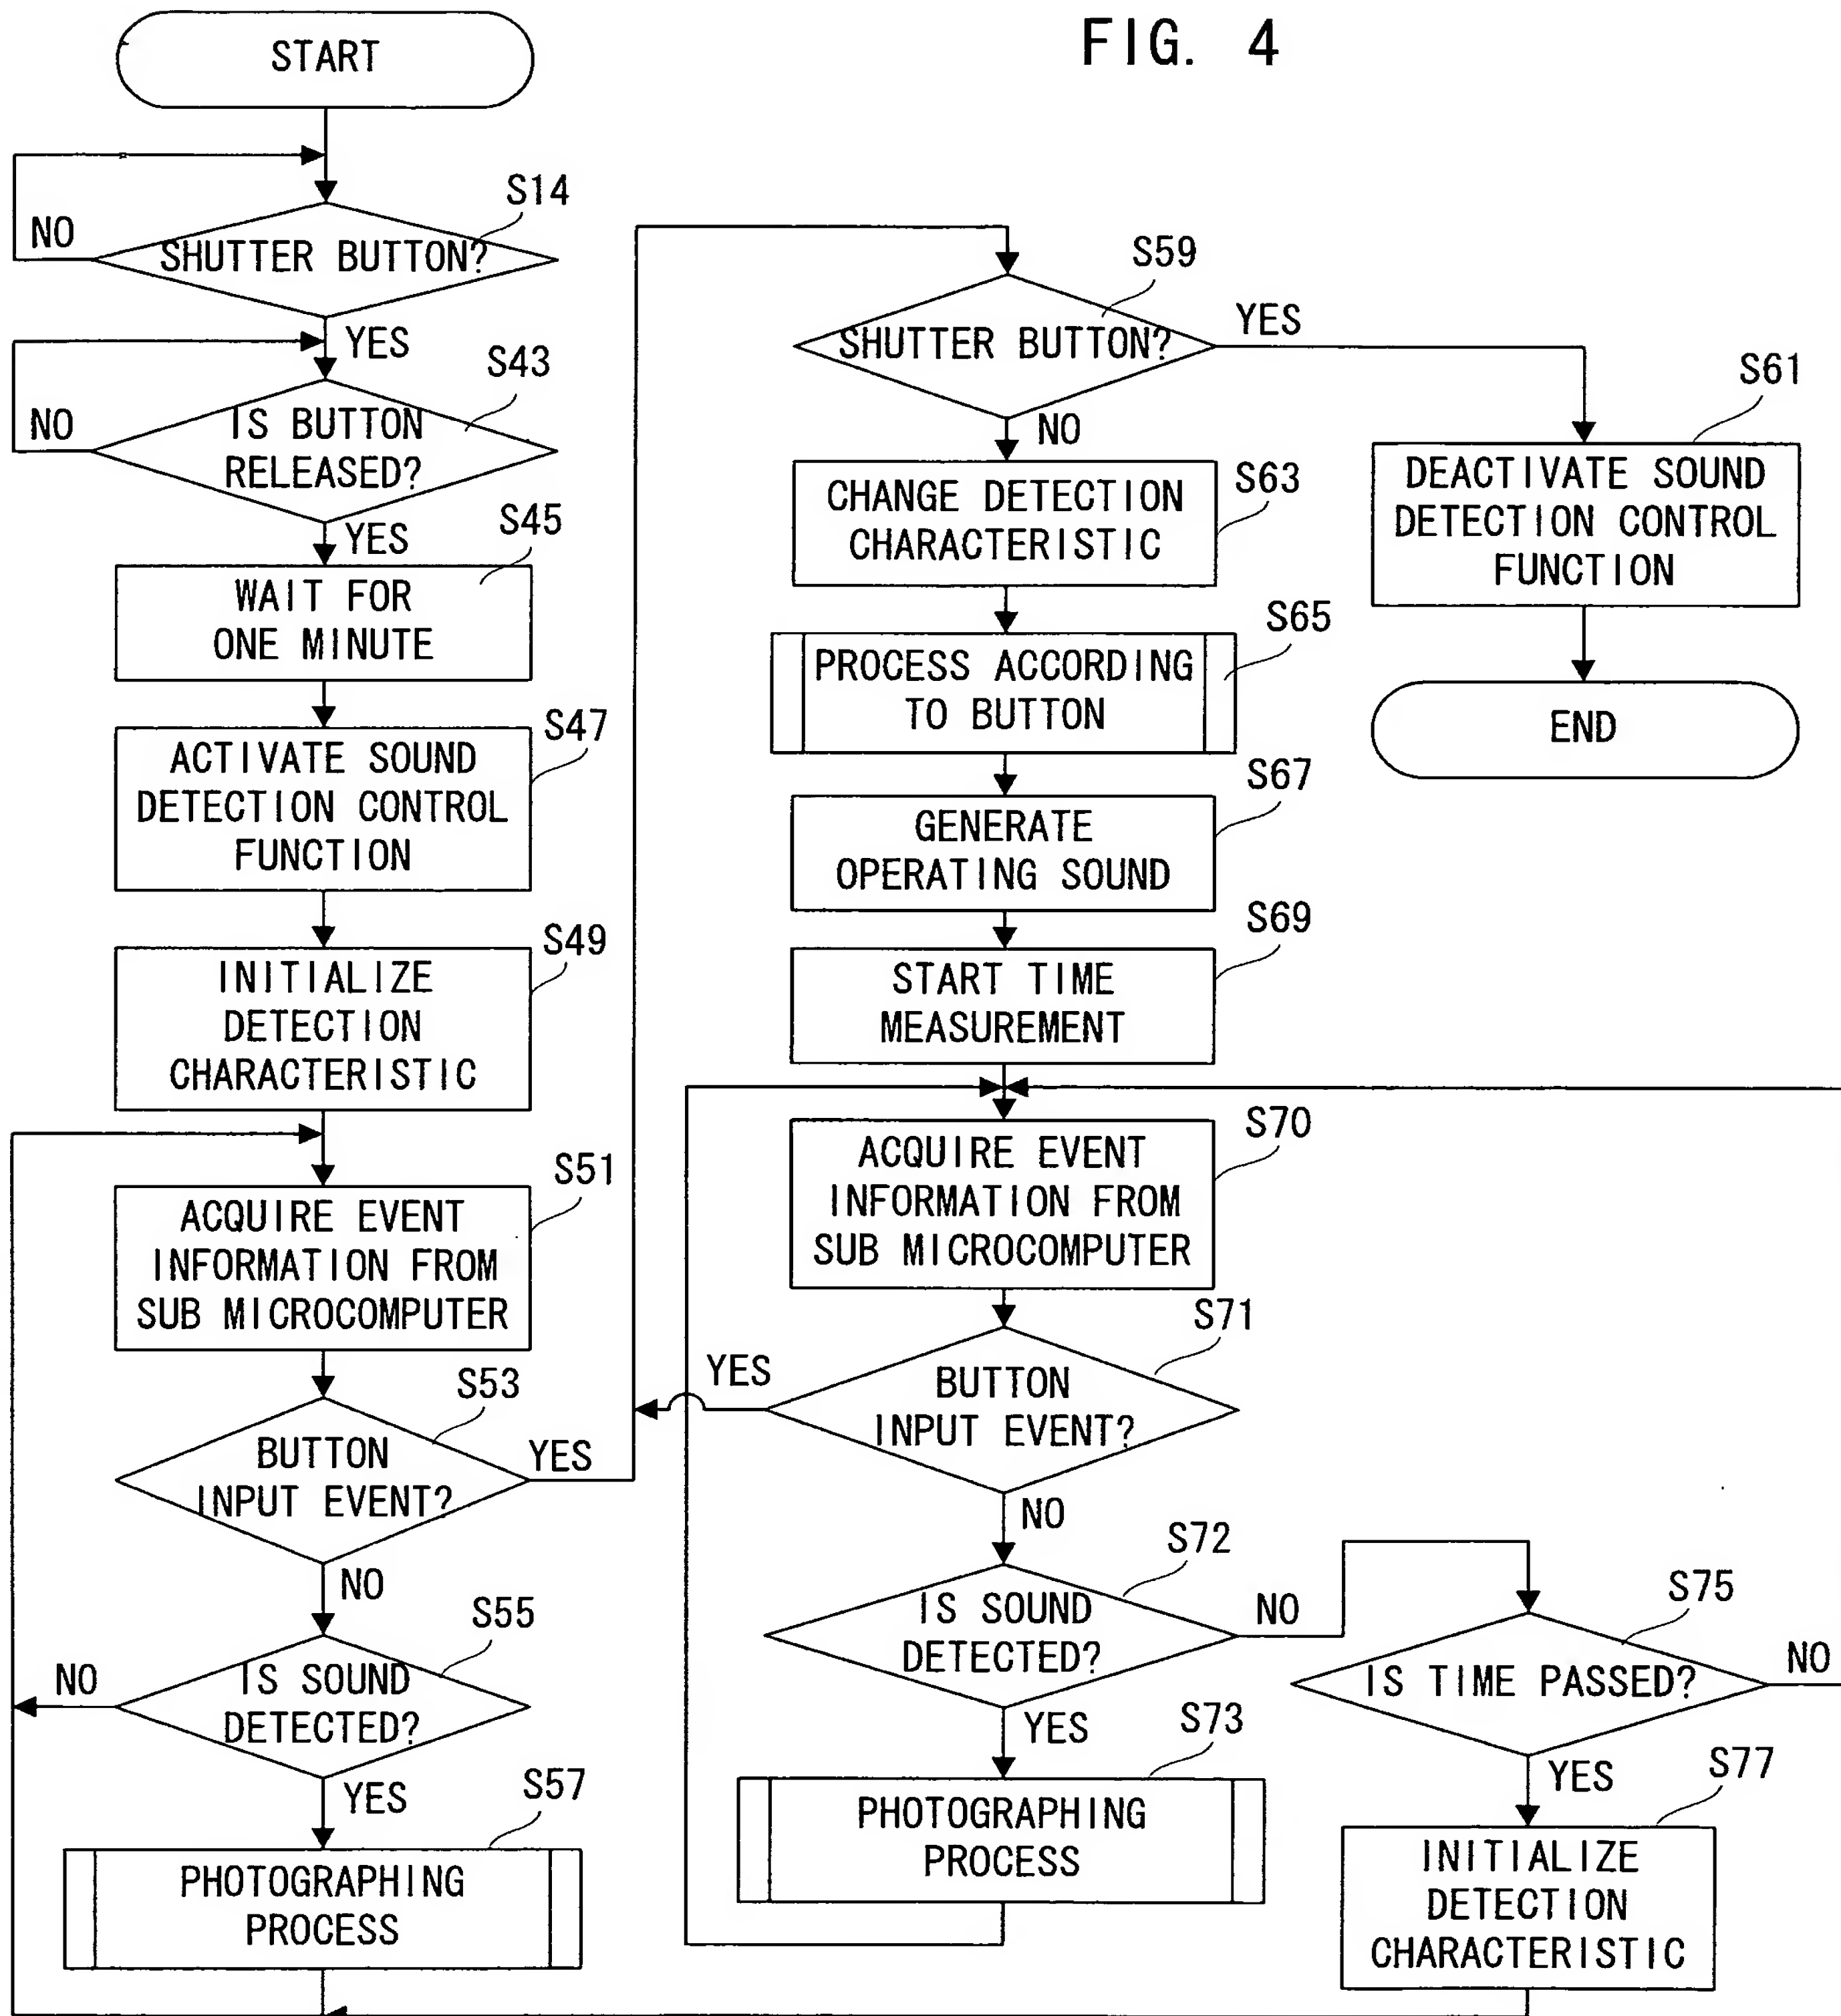 FIG. 4
START
S14
NO
SHUTTER BUTTON?
YES
S43
NO
IS BUTTON
RELEASED?
YES
S45
WAIT FOR
ONE MINUTE
S47
ACTIVATE SOUND
DETECTION CONTROL
FUNCTION
S49
INITIALIZE
DETECTION
CHARACTERISTIC
S51
ACQUIRE EVENT
INFORMATION FROM
SUB MICROCOMPUTER
S53
BUTTON
INPUT EVENT?
YES
NO
S55
NO
IS SOUND
DETECTED?
YES
S57
PHOTOGRAPHING
PROCESS
S59
SHUTTER BUTTON?
YES
NO
S61
DEACTIVATE SOUND
DETECTION CONTROL
FUNCTION
END
S63
CHANGE DETECTION
CHARACTERISTIC
S65
PROCESS ACCORDING
TO BUTTON
S67
GENERATE
OPERATING SOUND
S69
START TIME
MEASUREMENT
S70
ACQUIRE EVENT
INFORMATION FROM
SUB MICROCOMPUTER
S71
YES
BUTTON
INPUT EVENT?
NO
S72
IS SOUND
DETECTED?
NO
YES
S73
PHOTOGRAPHING
PROCESS
S75
IS TIME PASSED?
NO
YES
S77
INITIALIZE
DETECTION
CHARACTERISTIC